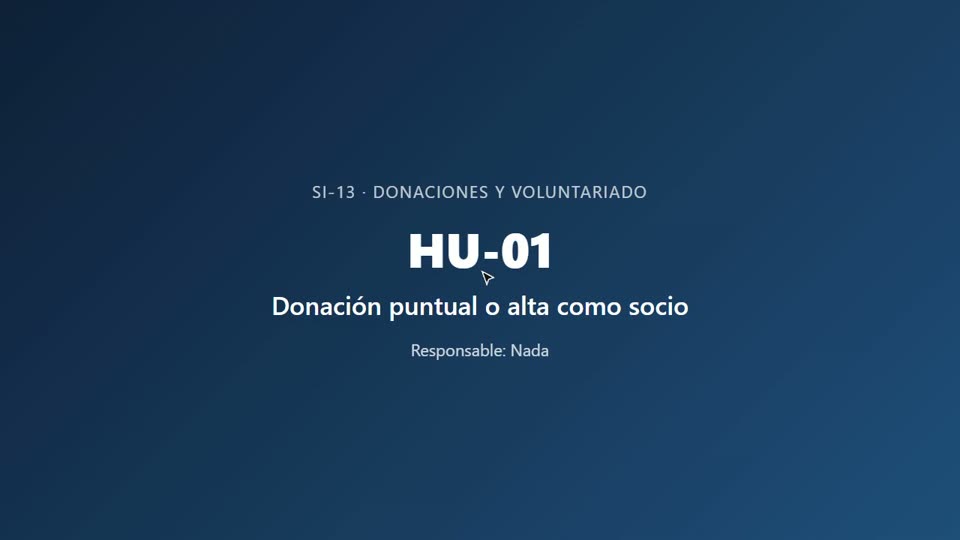 SI-13 · DONACIONES Y VOLUNTARIADO
HU-01
Donación puntual o alta como socio
Responsable: Nada